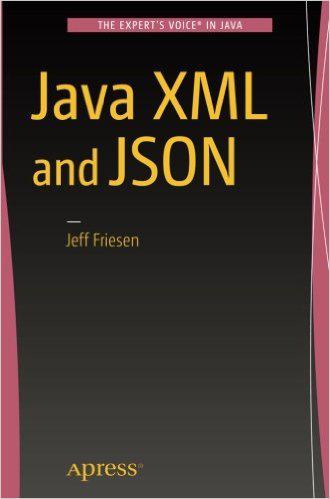 THE EXPERT'S VOICE® IN JAVA
Java XML
and JSON
Jeff Friesen
Apress®